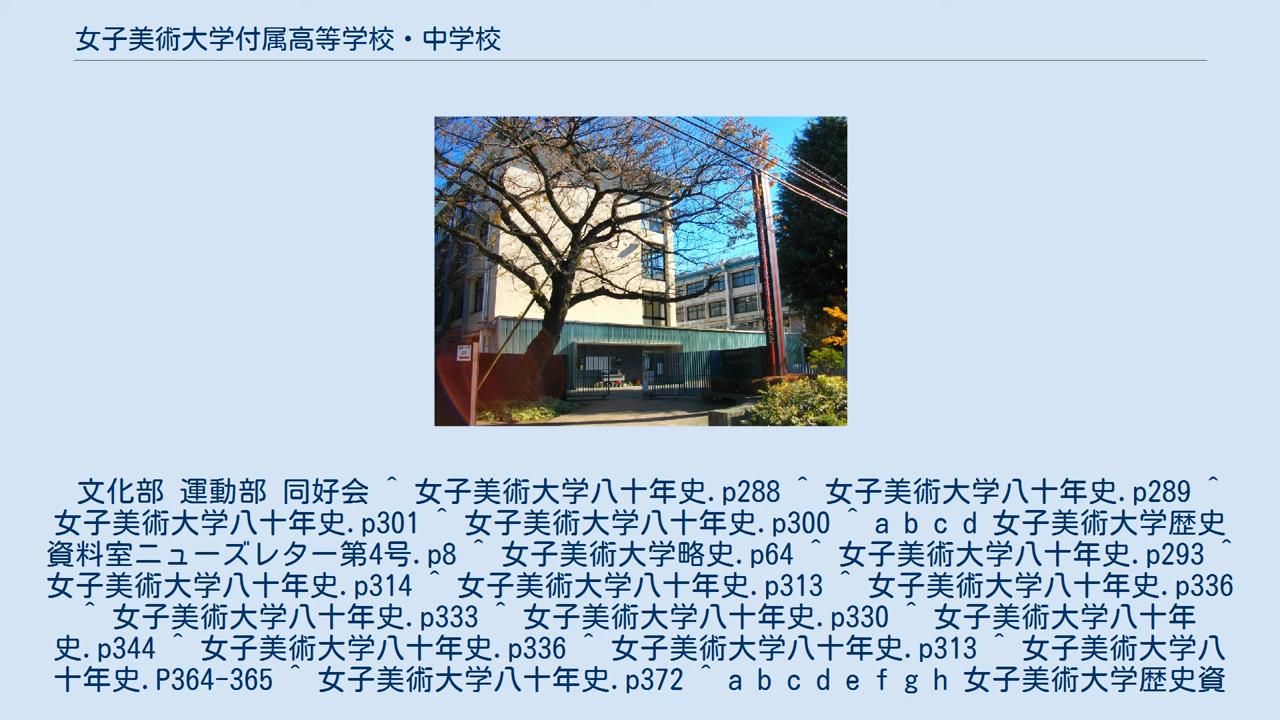 女子美術大学付属高等学校・中学校
文化部 運動部 同好会 ^ 女子美術大学八十年史.p288 ^ 女子美術大学八十年史.p289 ^
女子美術大学八十年史.p301 ^ 女子美術大学八十年史.p300 ^ a b c d 女子美術大学歴史
資料室ニューズレター第4号.p8 ^ 女子美術大学略史.p64 ^ 女子美術大学八十年史.p293 ^
女子美術大学八十年史.p314 ^ 女子美術大学八十年史.p313 ^ 女子美術大学八十年史.p336
^ 女子美術大学八十年史.p333 ^ 女子美術大学八十年史.p330 ^ 女子美術大学八十年
史.p344 ^ 女子美術大学八十年史.p336 ^ 女子美術大学八十年史.p313 ^ 女子美術大学八
十年史.P364-365 ^ 女子美術大学八十年史.p372 ^ a b c d e f g h 女子美術大学歴史資